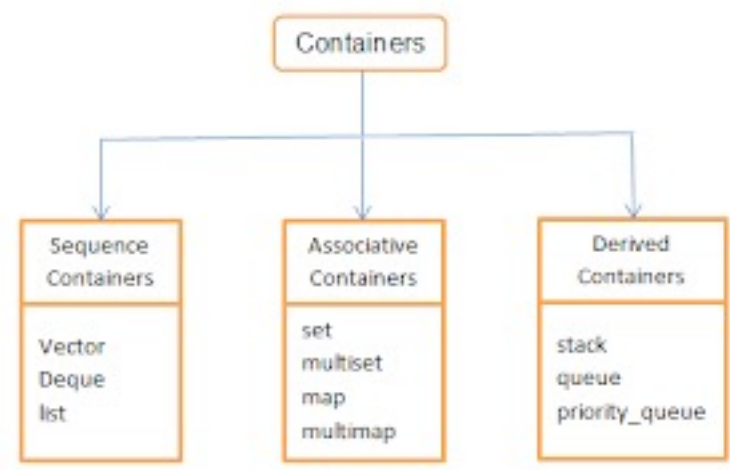 Containers
Sequence
Containers
Vector
Deque
list
Associative
Containers
set
multiset
map
multimap
Derived
Containers
stack
queue
priority_queue